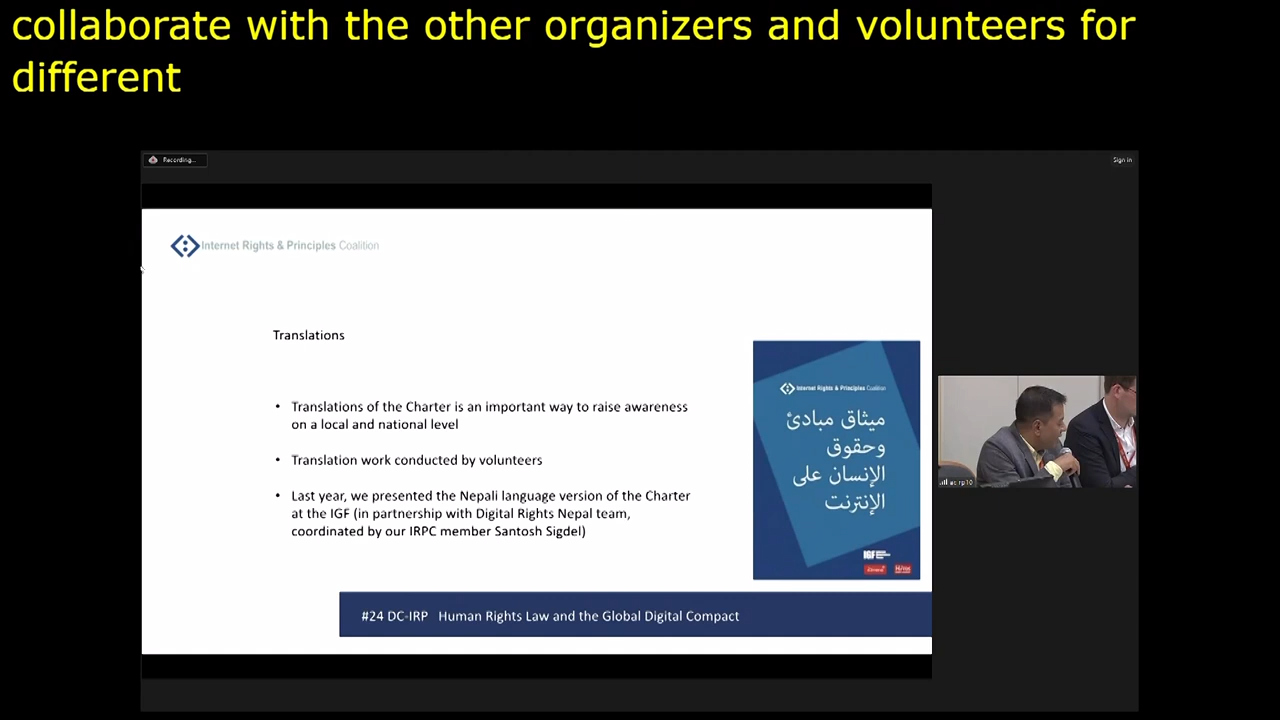 collaborate with the other organizers and volunteers for
different
Recording...
Sign in
Internet Rights & Principles Coalition
Translations
• Translations of the Charter is an important way to raise awareness
on a local and national level
• Translation work conducted by volunteers
• Last year, we presented the Nepali language version of the Charter
at the IGF (in partnership with Digital Rights Nepal team,
coordinated by our IRPC member Santosh Sigdel)
Internet Rights & Principles Coalition
ميثاق مبادئ
وحقوق
الإنسان على
الإنترنت
IGF
#24 DC-IRP Human Rights Law and the Global Digital Compact